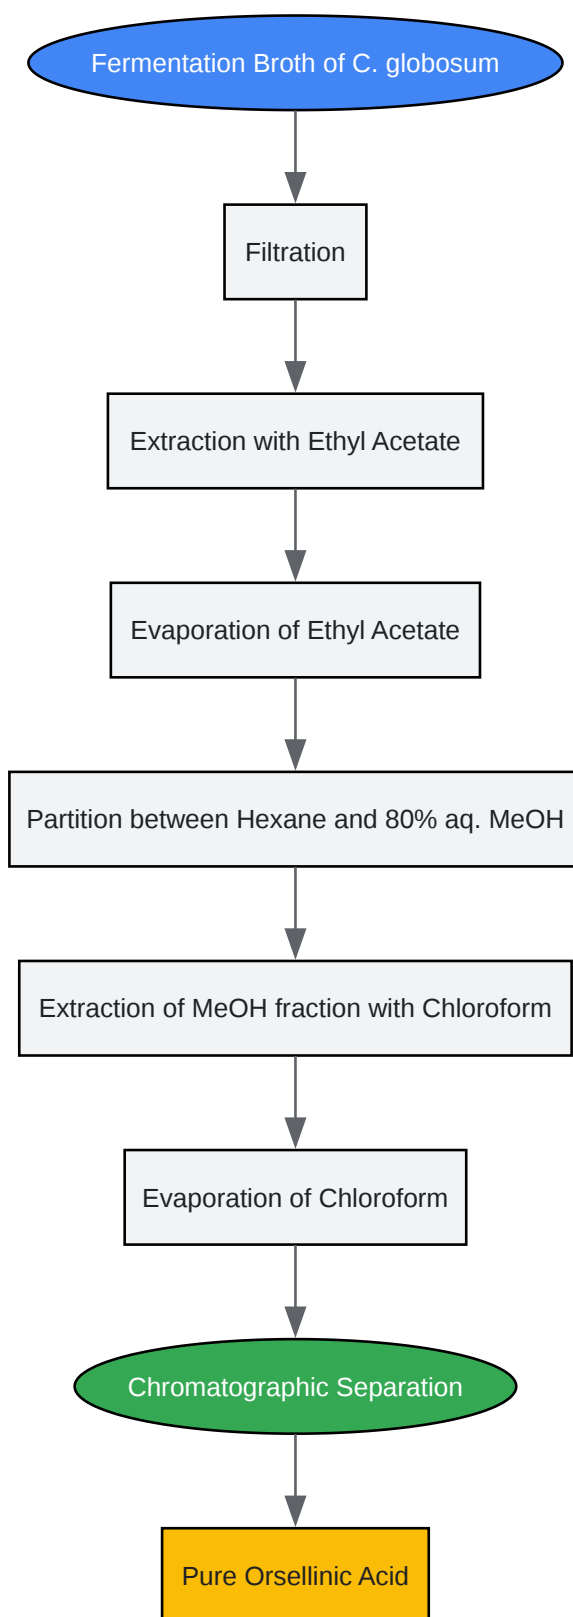 Fermentation Broth of C. globosum
Filtration
Extraction with Ethyl Acetate
Evaporation of Ethyl Acetate
Partition between Hexane and 80% aq. MeOH
Extraction of MeOH fraction with Chloroform
Evaporation of Chloroform
Chromatographic Separation
Pure Orsellinic Acid